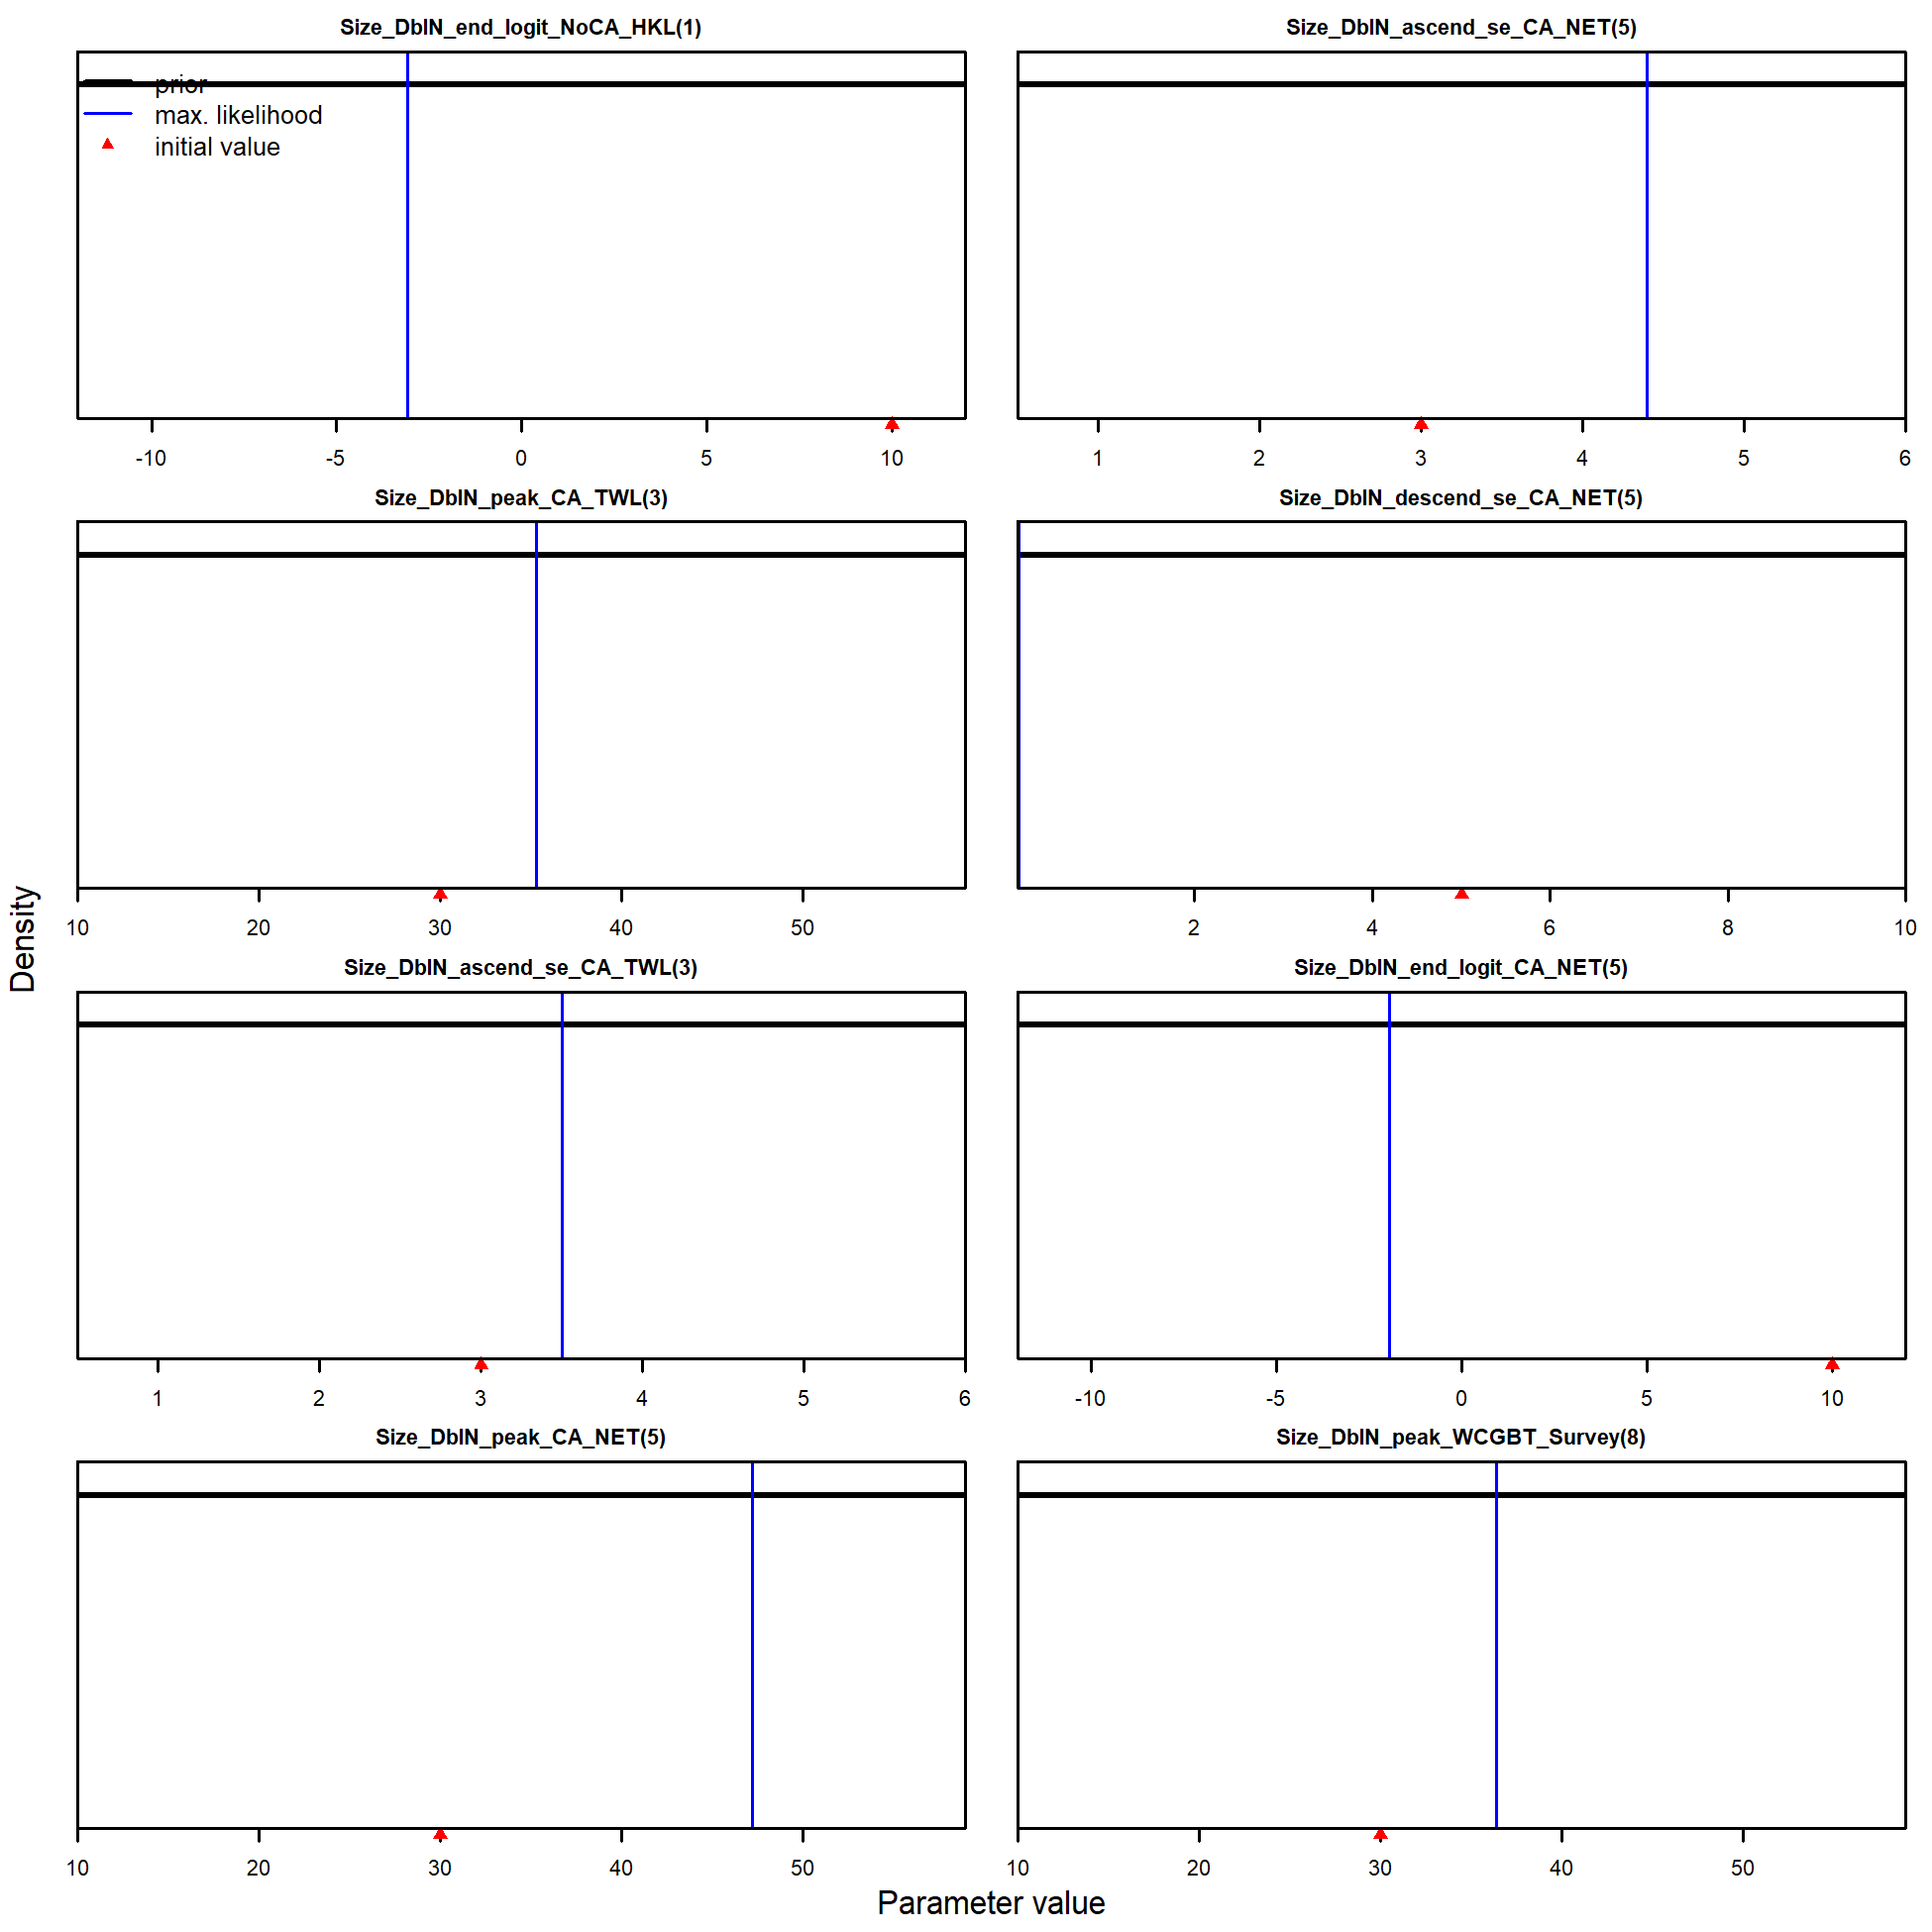 Size_DblN_end_logit_NoCA_HKL(1)
prior
max. likelihood
initial value
-10 -5 0 5 10
Size_DblN_ascend_se_CA_NET(5)
1 2 3 4 5 6
Size_DblN_peak_CA_TWL(3)
10 20 30 40 50
Size_DblN_descend_se_CA_NET(5)
2 4 6 8 10
Size_DblN_ascend_se_CA_TWL(3)
1 2 3 4 5 6
Size_DblN_end_logit_CA_NET(5)
-10 -5 0 5 10
Size_DblN_peak_CA_NET(5)
10 20 30 40 50
Size_DblN_peak_WCGBT_Survey(8)
10 20 30 40 50
Density
Parameter value